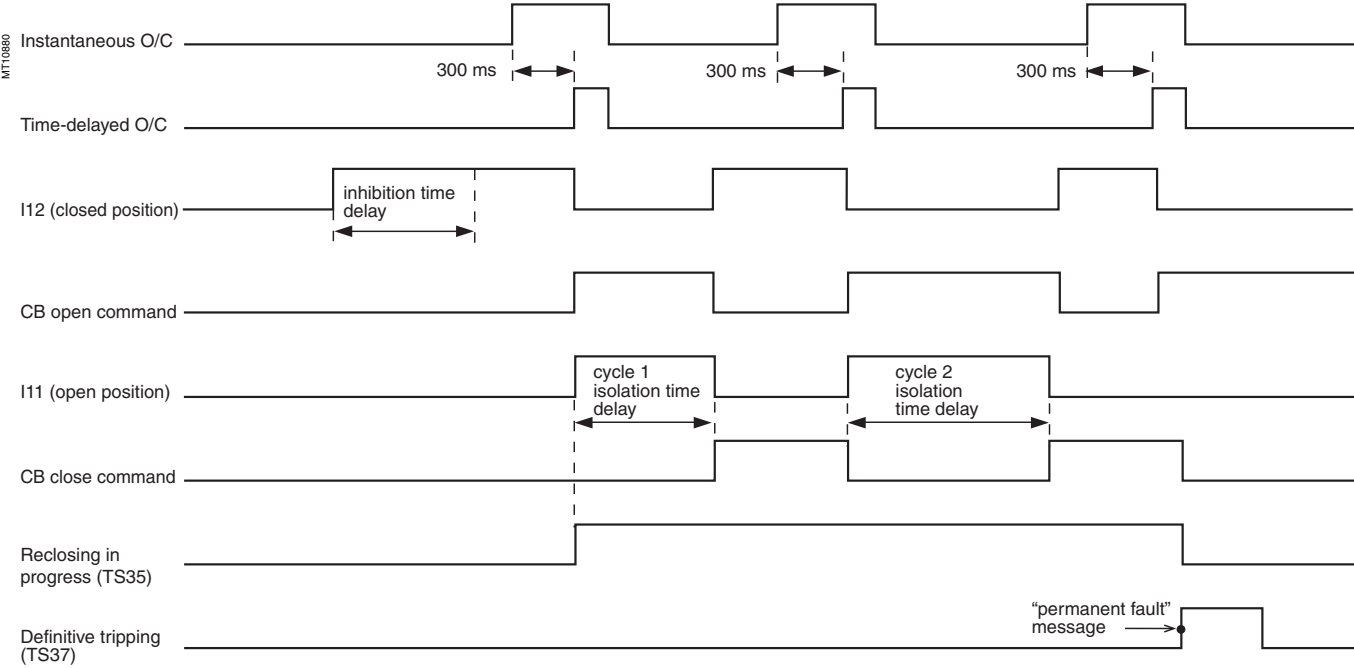 MT10880
Instantaneous O/C
300 ms
300 ms
300 ms
Time-delayed O/C
I12 (closed position)
inhibition time
delay
CB open command
I11 (open position)
cycle 1
isolation time
delay
cycle 2
isolation
time delay
CB close command
Reclosing in
progress (TS35)
Definitive tripping
(TS37)
“permanent fault”
message